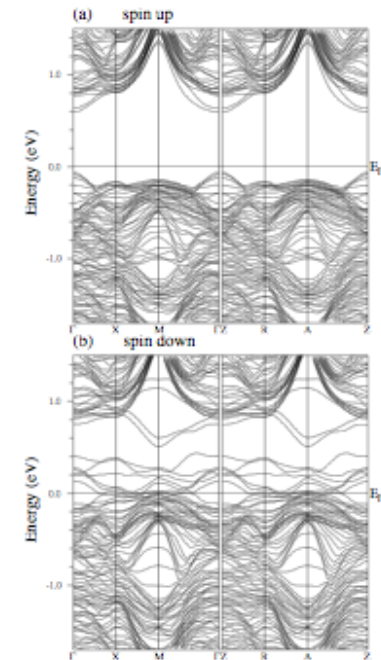 (a) spin up
1.0
0.0
-1.0
Energy (eV)
E
Γ X M Γ Z R A Z
(b) spin down
1.0
0.0
-1.0
Energy (eV)
E
Γ X M Γ Z R A Z